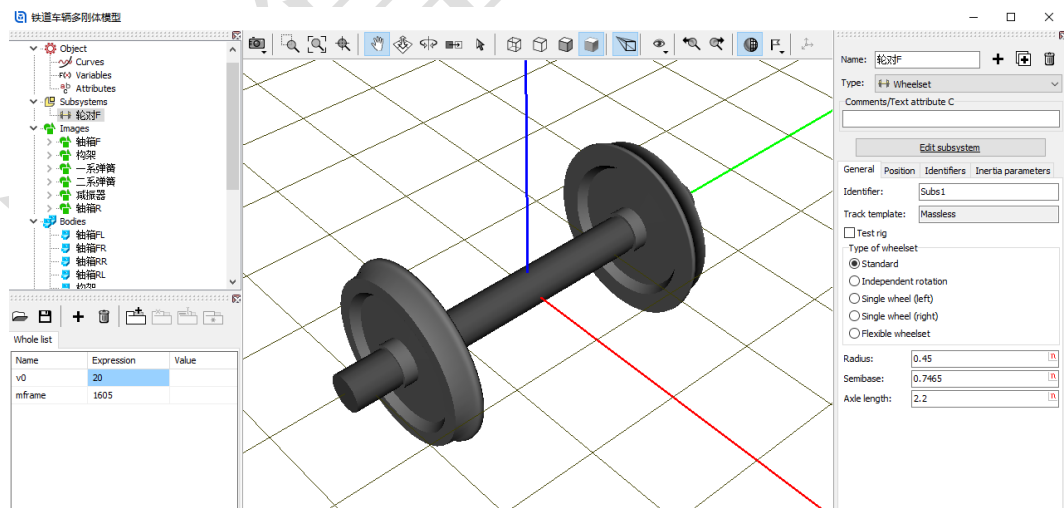 铁道车辆多刚体模型
Object
Curves
Variables
Attributes
Subsystems
轮对F
Images
轴箱F
构架
一系弹簧
二系弹簧
减振器
轴箱R
Bodies
轴箱FL
轴箱FR
轴箱RR
轴箱RL
Whole list
Name Expression Value
v0 20
mframe 1605
Name: 轮对F
Type: Wheelset
Comments/Text attribute C
Edit subsystem
General Position Identifiers Inertia parameters
Identifier: Subs1
Track template: Massless
Test rig
Type of wheelset
Standard
Independent rotation
Single wheel (left)
Single wheel (right)
Flexible wheelset
Radius: 0.45
Semibase: 0.7465
Axle length: 2.2